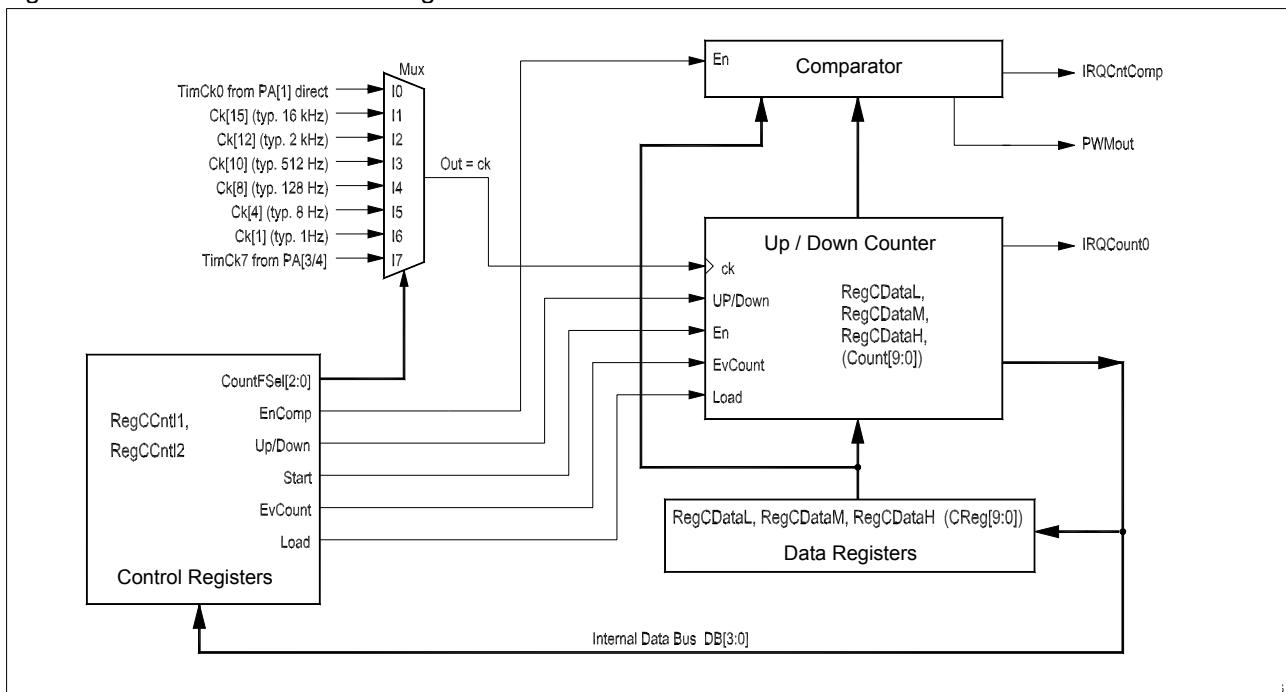 Mux
TimCk0 from PA[1] direct
I0
Ck[15] (typ. 16 kHz)
I1
Ck[12] (typ. 2 kHz)
I2
Ck[10] (typ. 512 Hz)
I3
Ck[8] (typ. 128 Hz)
I4
Ck[4] (typ. 8 Hz)
I5
Ck[1] (typ. 1Hz)
I6
TimCk7 from PA[3/4]
I7
Out = ck
En
Comparator
IRQCntComp
PWMout
Up / Down Counter
IRQCount0
ck
UP/Down
En
EvCount
Load
RegCDataL,
RegCDataM,
RegCDataH,
(Count[9:0])
CountFSel[2:0]
EnComp
Up/Down
Start
EvCount
Load
RegCCntl1,
RegCCntl2
Control Registers
RegCDataL, RegCDataM, RegCDataH (CReg[9:0])
Data Registers
Internal Data Bus DB[3:0]